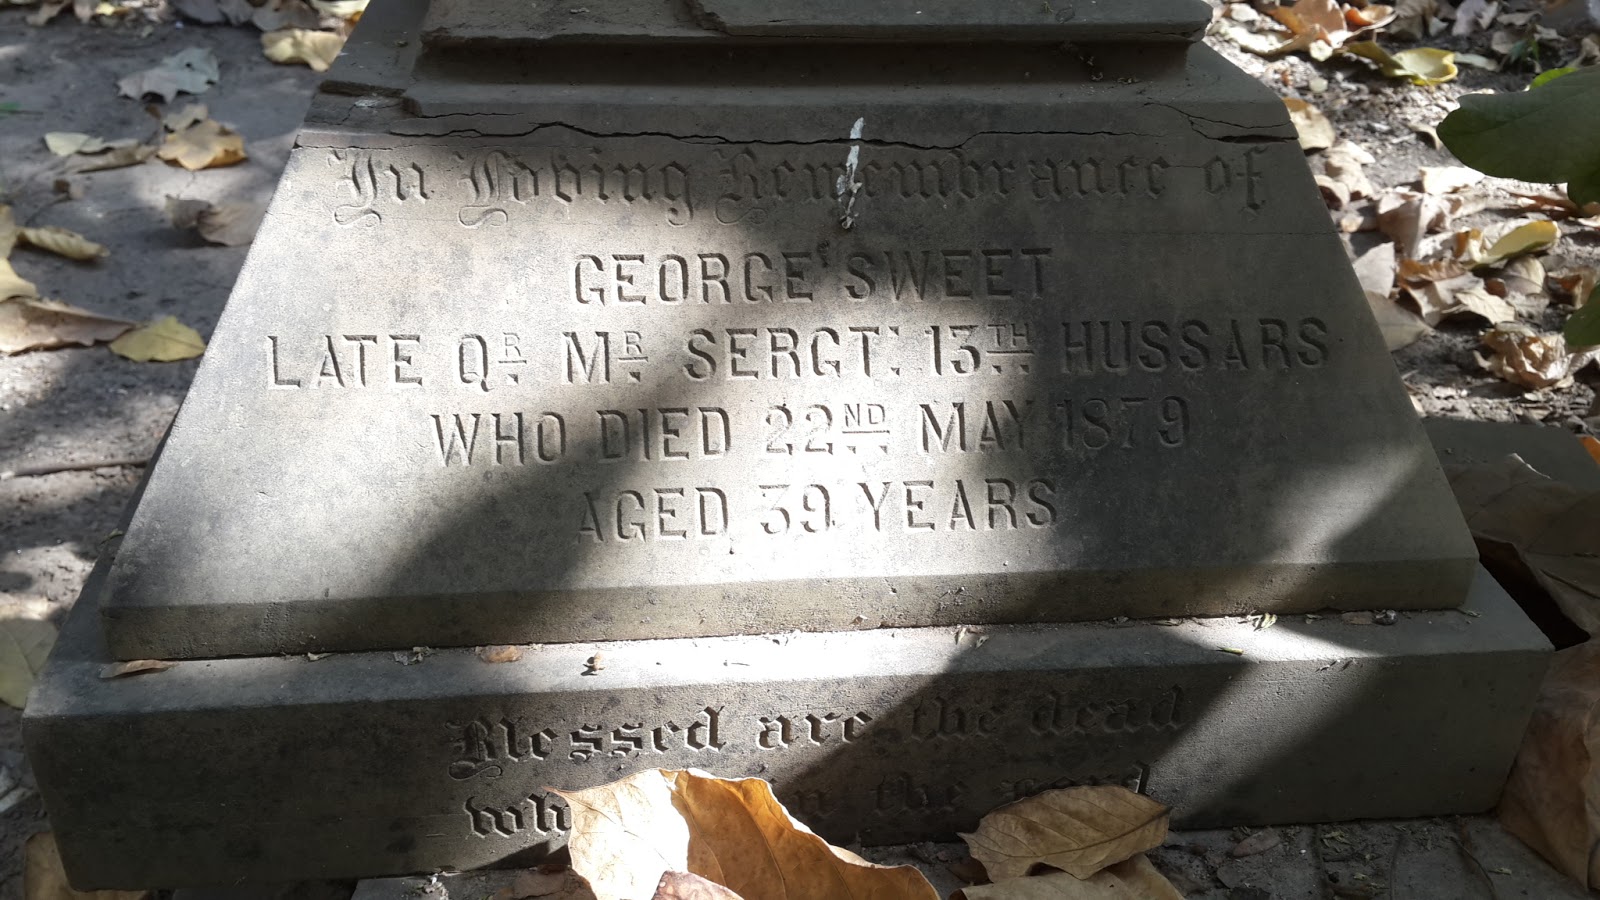 In Loving Remembrance of
GEORGE SWEET
LATE QR. MR. SERGT. 13TH. HUSSARS
WHO DIED 22ND. MAY 1879
AGED 39 YEARS
Blessed are the dead
in the